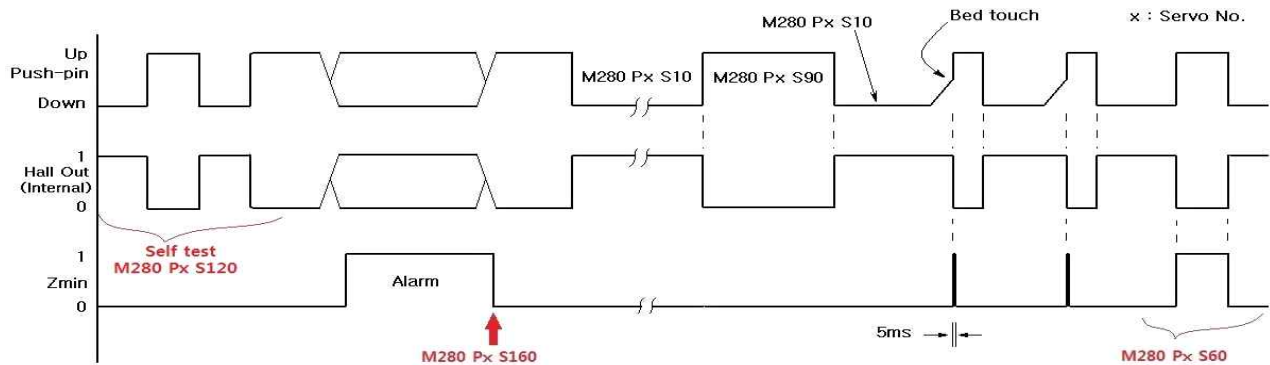 M280 Px S10
Bed touch
x : Servo No.
Up
Push-pin
Down
M280 Px S10
M280 Px S90
1
Hall Out
(Internal)
0
Self test
M280 Px S120
1
Zmin
0
Alarm
5ms
M280 Px S160
M280 Px S60